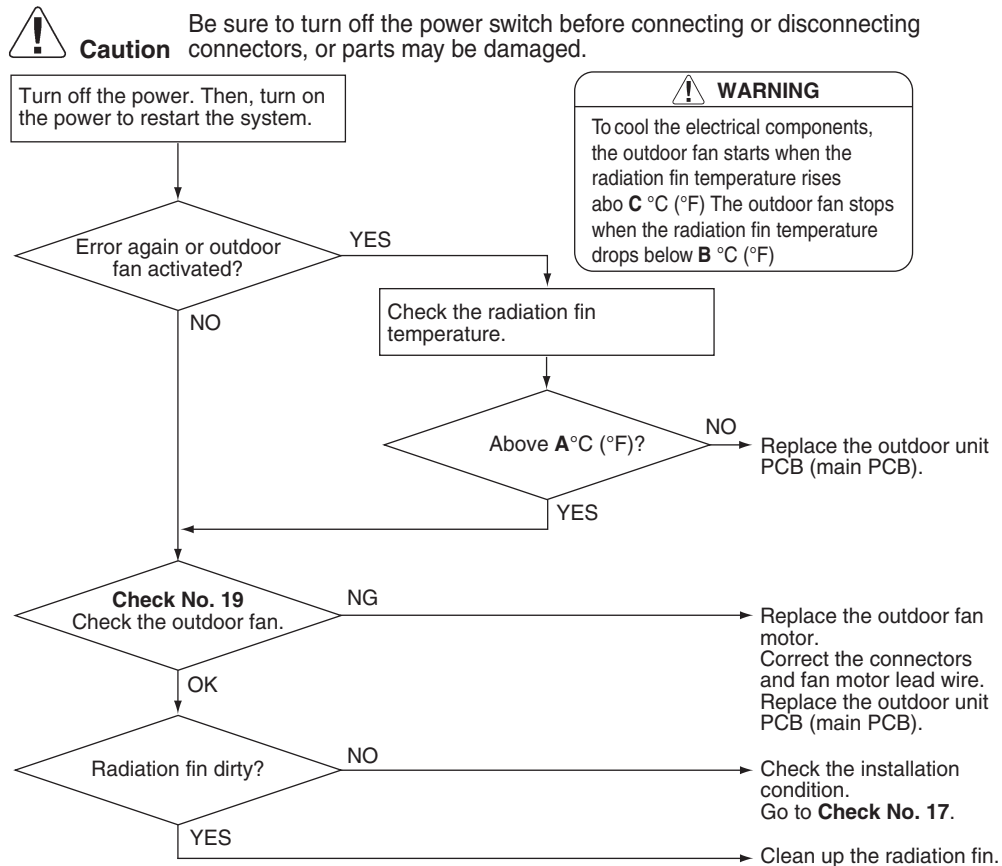 Be sure to turn off the power switch before connecting or disconnecting
Caution connectors, or parts may be damaged.
Turn off the power. Then, turn on
the power to restart the system.
WARNING
To cool the electrical components,
the outdoor fan starts when the
radiation fin temperature rises
abo C °C (°F) The outdoor fan stops
when the radiation fin temperature
drops below B °C (°F)
Error again or outdoor
fan activated?
YES
NO
Check the radiation fin
temperature.
Above A°C (°F)?
NO
Replace the outdoor unit
PCB (main PCB).
YES
Check No. 19
Check the outdoor fan.
NG
Replace the outdoor fan
motor.
Correct the connectors
and fan motor lead wire.
Replace the outdoor unit
PCB (main PCB).
OK
Radiation fin dirty?
NO
Check the installation
condition.
Go to Check No. 17.
YES
Clean up the radiation fin.